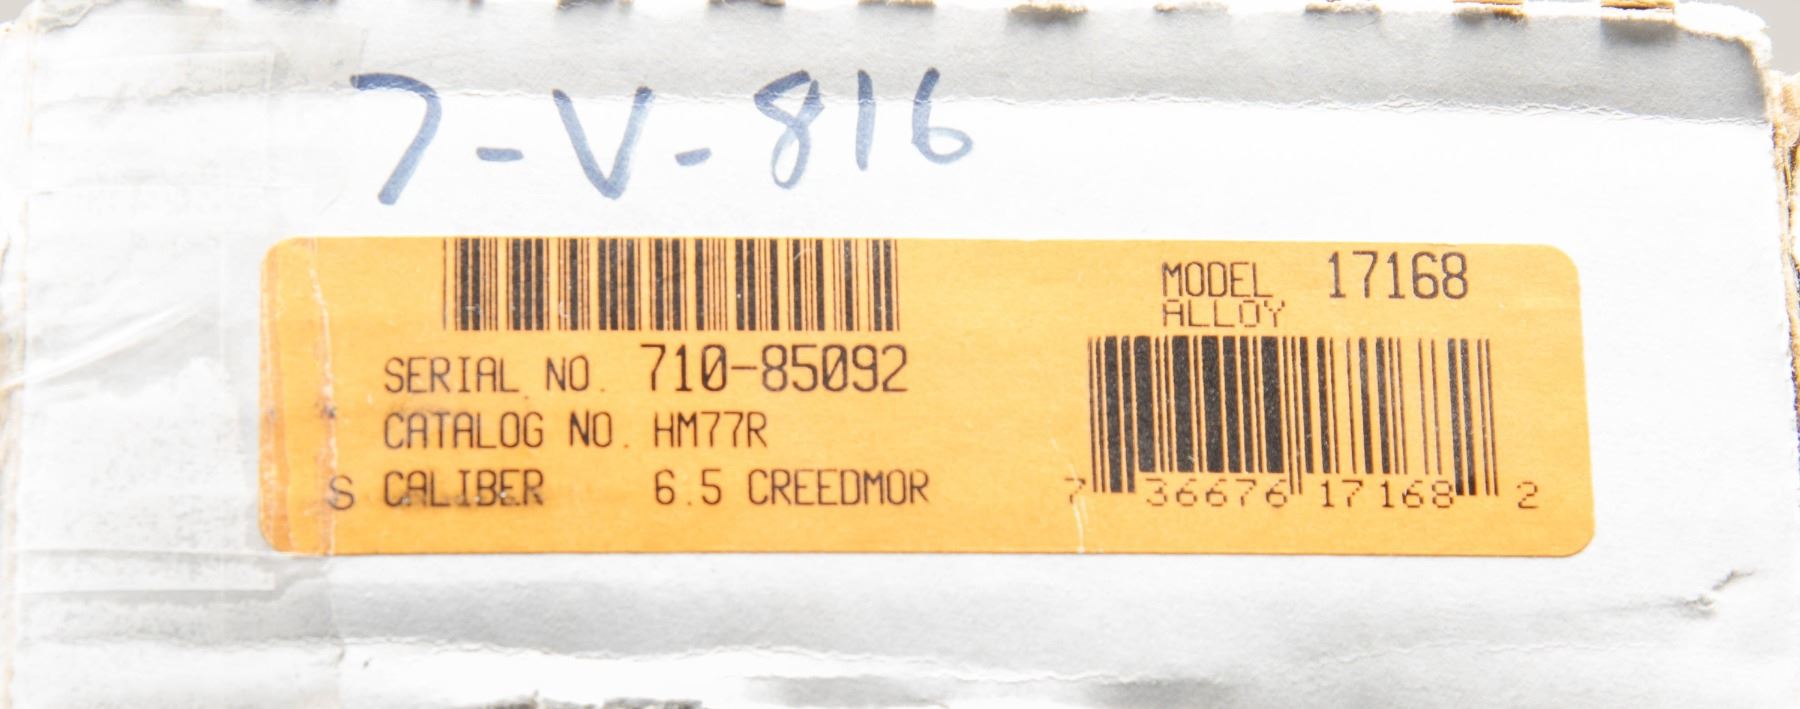 7-V-816
MODEL 17168
ALLOY
SERIAL NO. 710-85092
CATALOG NO. HM77R
S CALIBER 6.5 CREEDMOR
7 36676 17168 2